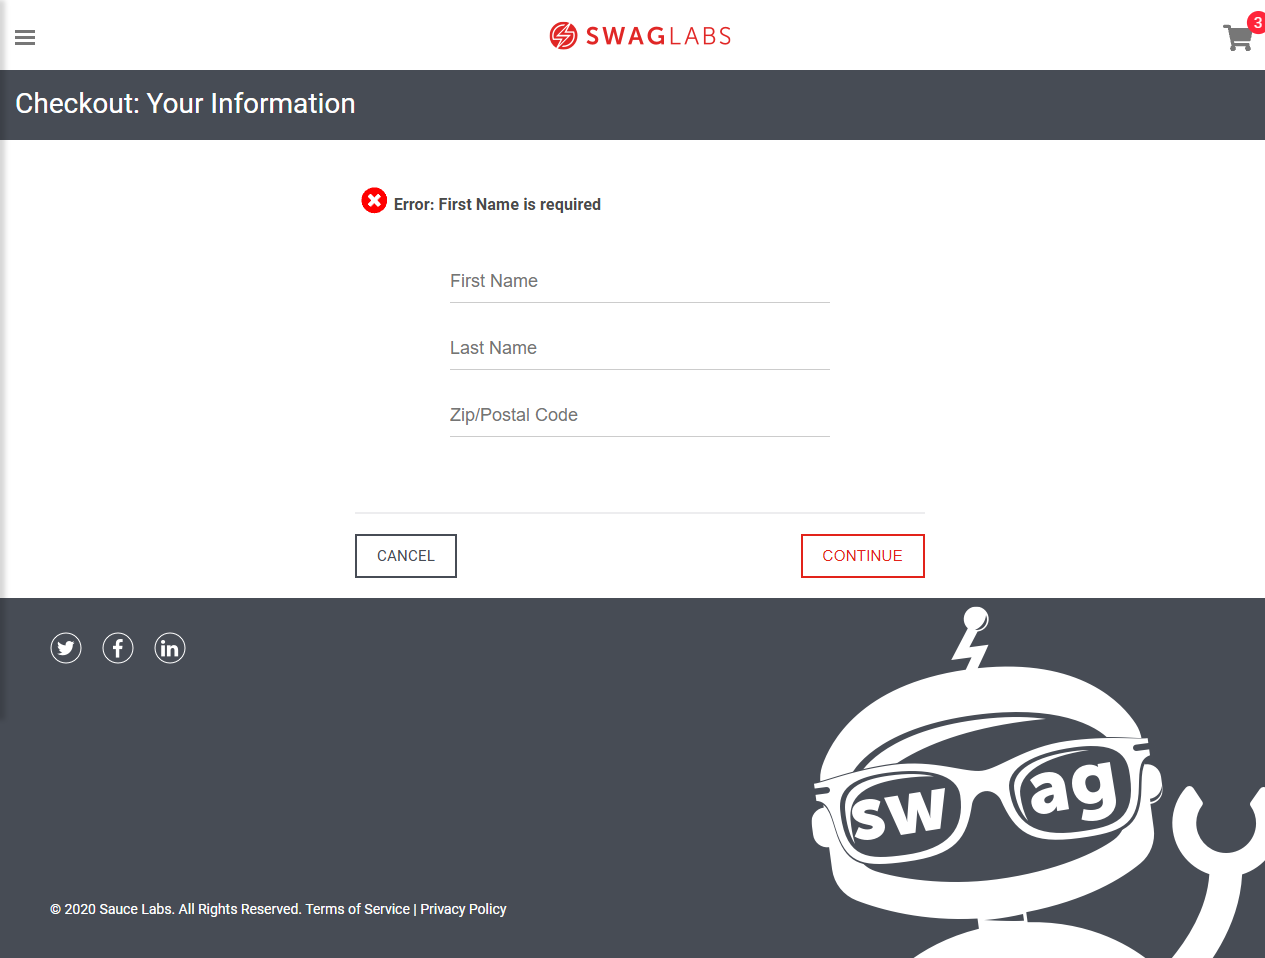 SWAGLABS
3
Checkout: Your Information
Error: First Name is required
First Name
Last Name
Zip/Postal Code
CANCEL
CONTINUE
sw ag
© 2020 Sauce Labs. All Rights Reserved. Terms of Service | Privacy Policy